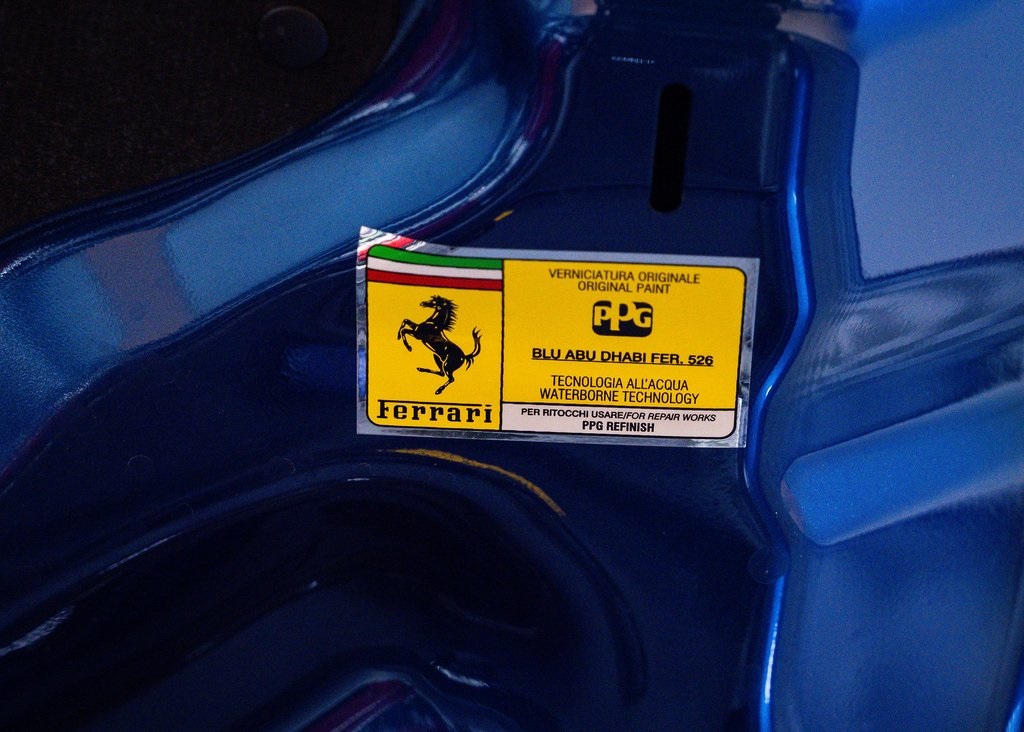 VERNICIATURA ORIGINALE
ORIGINAL PAINT
PPG
BLU ABU DHABI FER. 526
TECNOLOGIA ALL'ACQUA
WATERBORNE TECHNOLOGY
Ferrari
PER RITOCCHI USARE/FOR REPAIR WORKS
PPG REFINISH